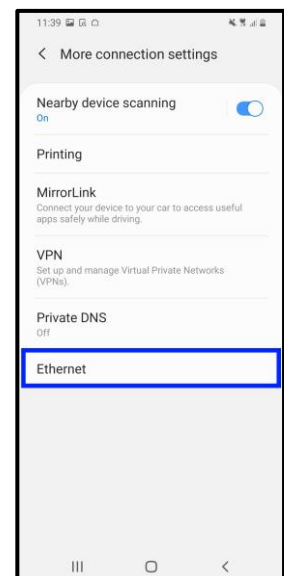 11:39
More connection settings
Nearby device scanning
On
Printing
MirrorLink
Connect your device to your car to access useful
apps safely while driving.
VPN
Set up and manage Virtual Private Networks
(VPNs).
Private DNS
Off
Ethernet